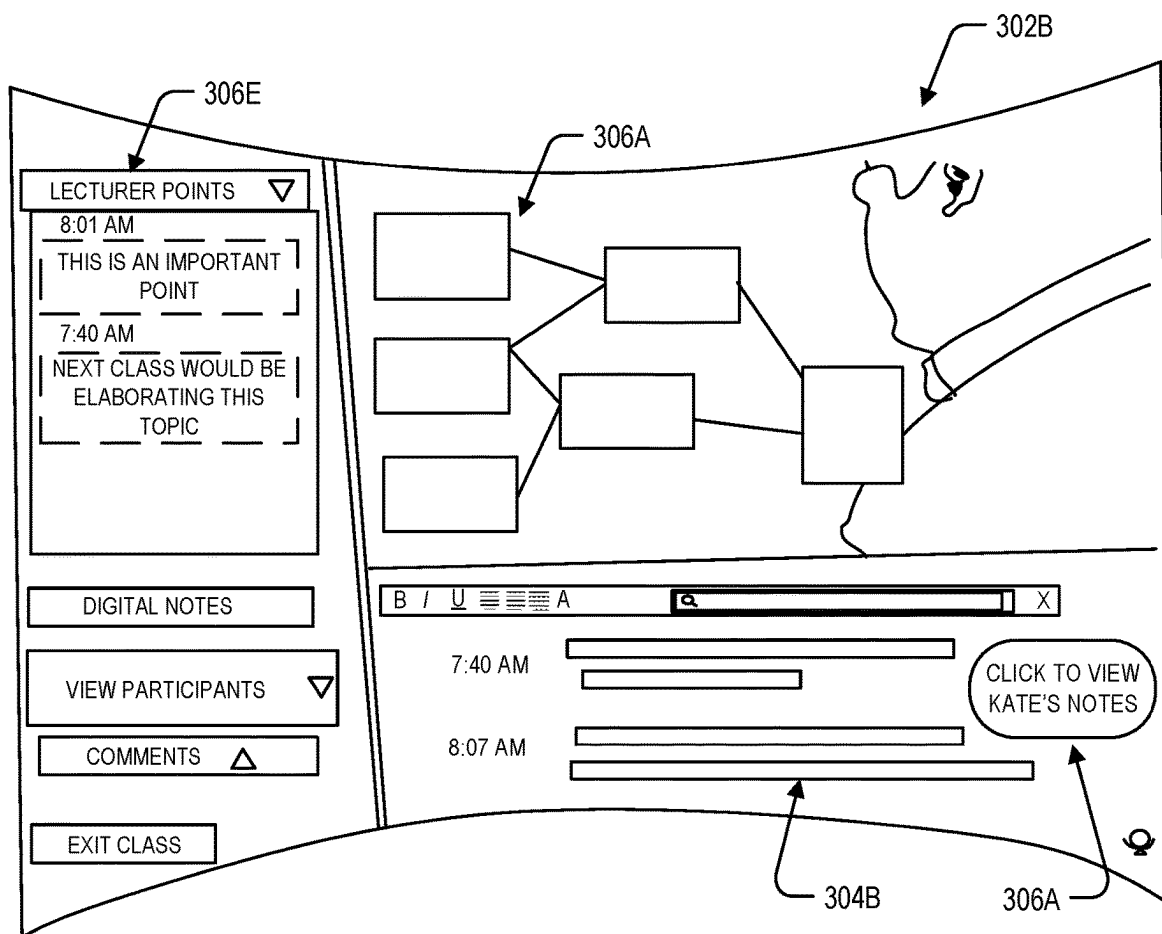 302B
306E
306A
LECTURER POINTS
8:01 AM
THIS IS AN IMPORTANT
POINT
7:40 AM
NEXT CLASS WOULD BE
ELABORATING THIS
TOPIC
DIGITAL NOTES
VIEW PARTICIPANTS
COMMENTS
EXIT CLASS
B I U A X
7:40 AM
8:07 AM
CLICK TO VIEW
KATE'S NOTES
304B
306A